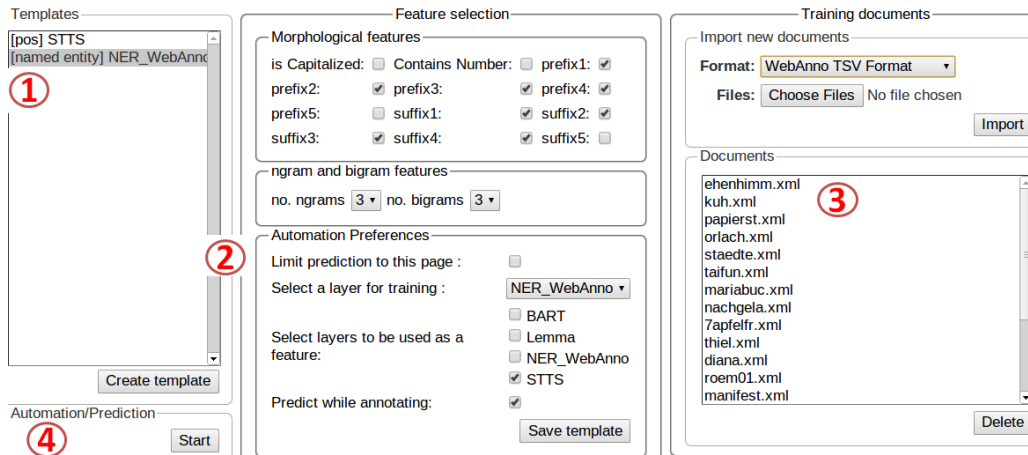 Templates
[pos] STTS
[named entity] NER_WebAnno
1
Create template
Automation/Prediction
4
Start
Feature selection
Morphological features
is Capitalized: Contains Number: prefix1:
prefix2: prefix3: prefix4:
prefix5: suffix1: suffix2:
suffix3: suffix4: suffix5:
ngram and bigram features
no. ngrams 3 no. bigrams 3
2
Automation Preferences
Limit prediction to this page :
Select a layer for training : NER_WebAnno
Select layers to be used as a
feature:
BART
Lemma
NER_WebAnno
STTS
Predict while annotating:
Save template
Training documents
Import new documents
Format: WebAnno TSV Format
Files: Choose Files No file chosen
Import
Documents
3
ehenhimm.xml
kuh.xml
papierst.xml
orlach.xml
staedte.xml
taifun.xml
mariabuc.xml
nachgela.xml
7apfelfr.xml
thiel.xml
diana.xml
roem01.xml
manifest.xml
Delete